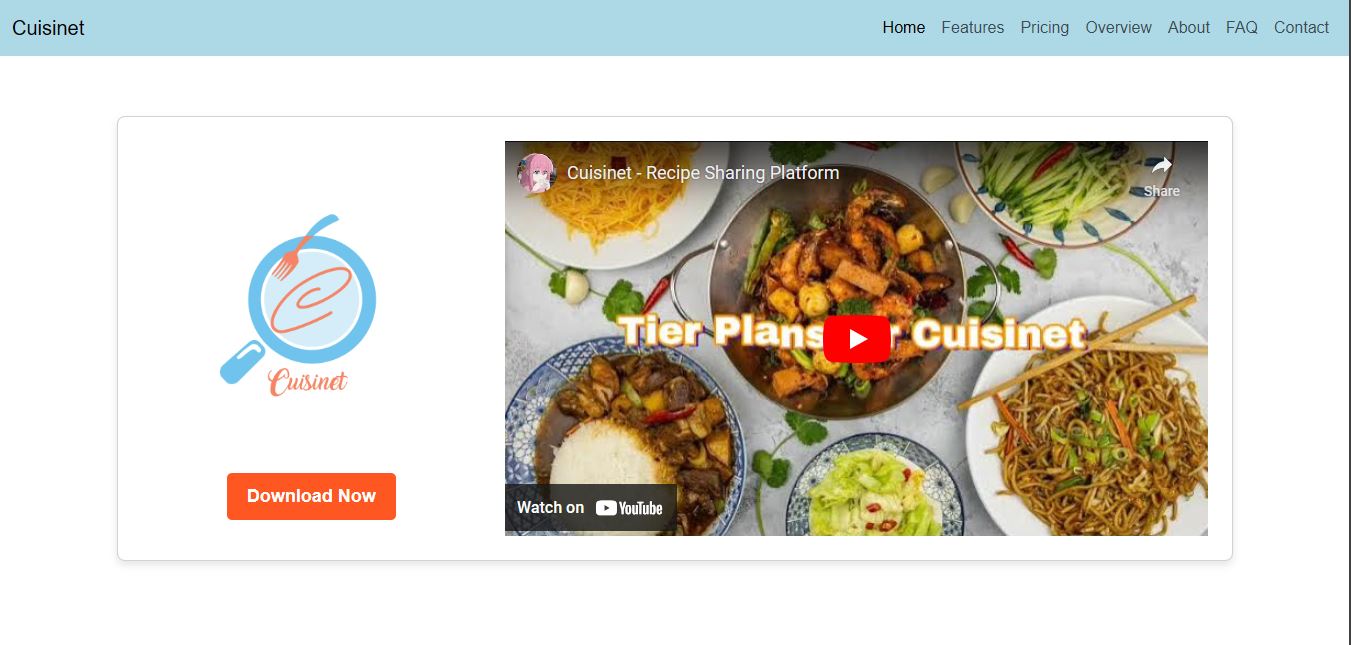 Cuisinet
Home Features Pricing Overview About FAQ Contact
Cuisinet
Download Now
Cuisinet - Recipe Sharing Platform
Share
Tier Plans Cuisinet
Watch on YouTube